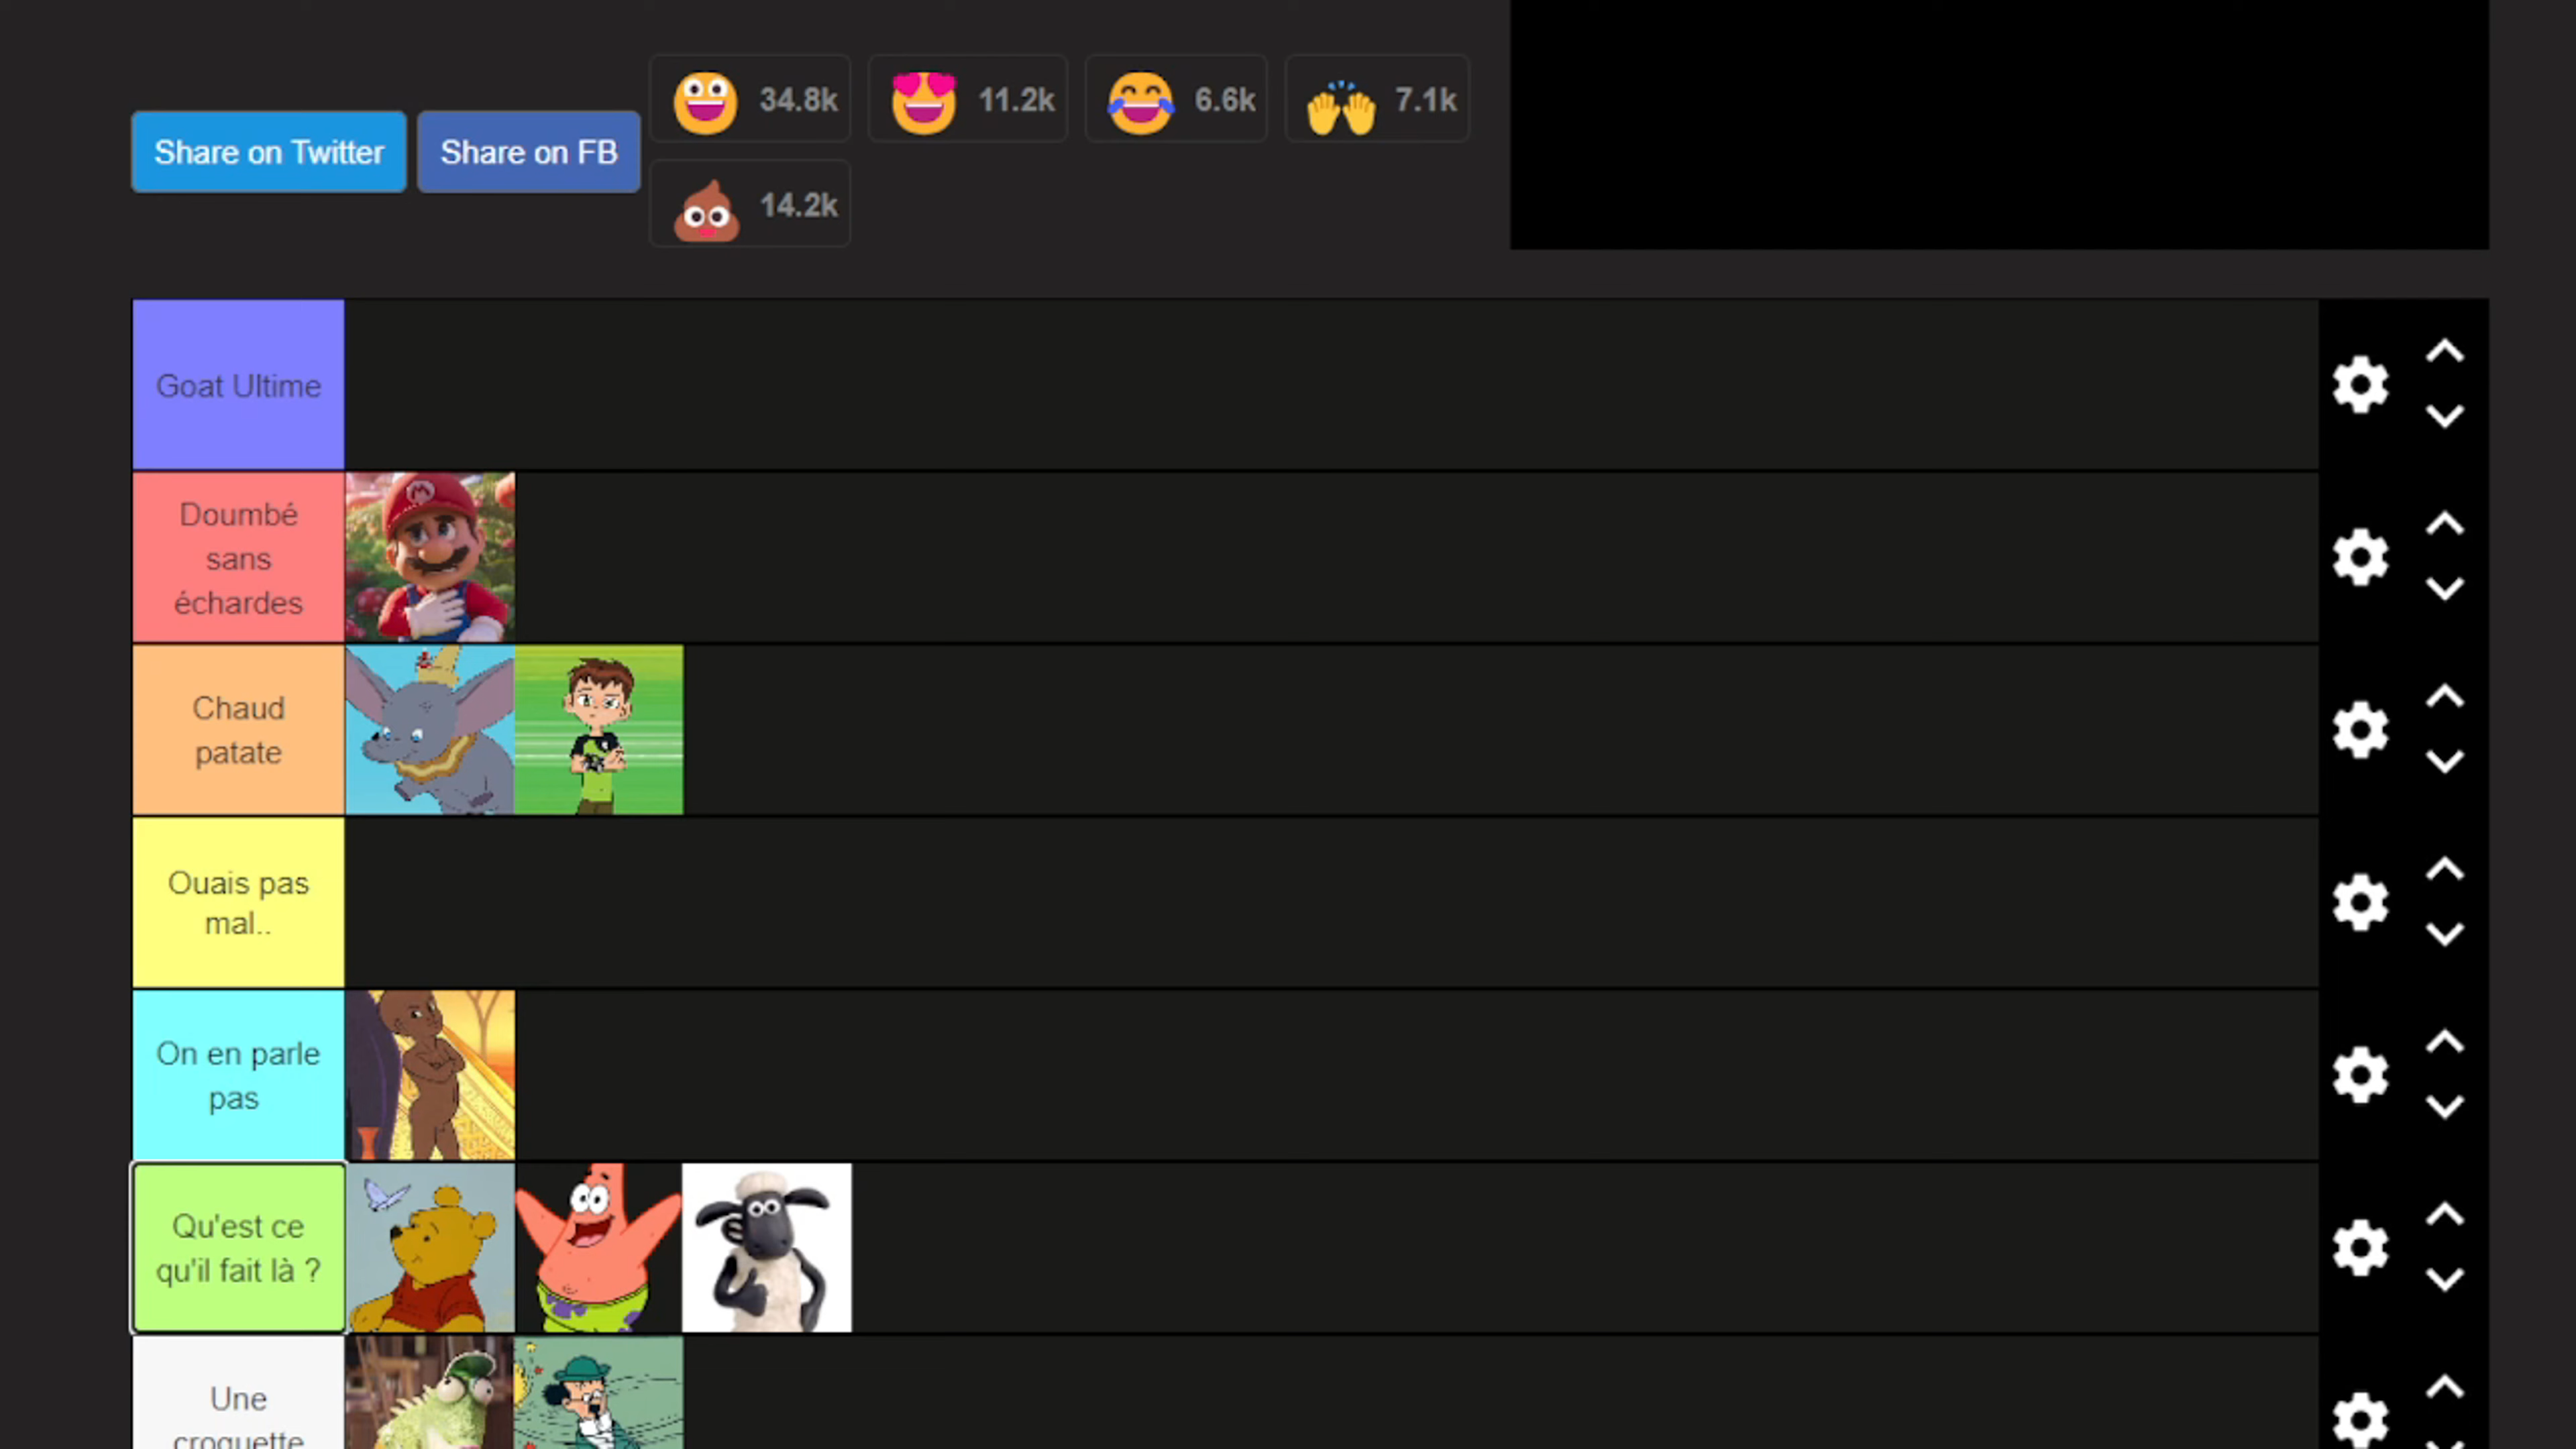 34.8k
11.2k
6.6k
7.1k
Share on Twitter
Share on FB
14.2k
Goat Ultime
Doumbé
sans
échardes
M
Chaud
patate
Ouais pas
mal..
On en parle
pas
Qu'est ce
qu'il fait là ?
Une
croquette